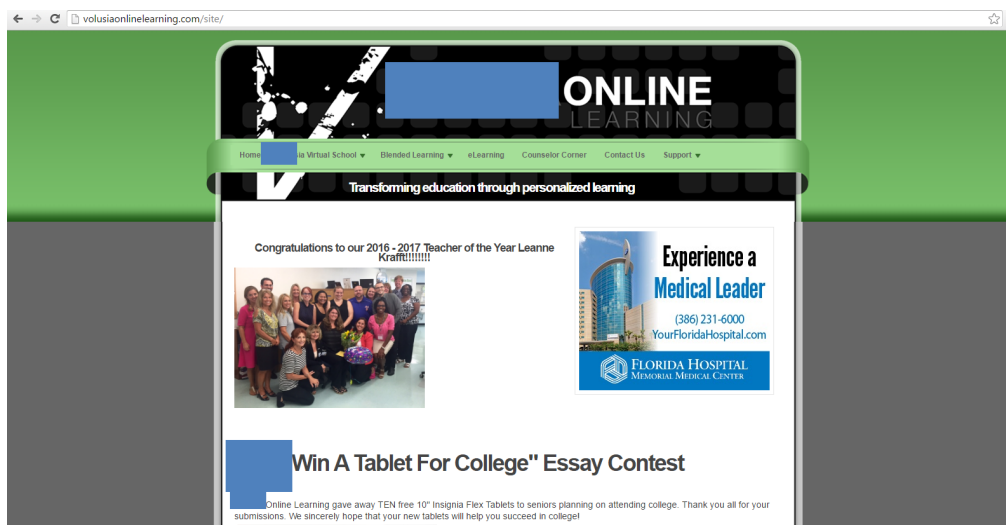 volusiaonlinelearning.com/site/
ONLINE
LEARNING
Home ia Virtual School Blended Learning eLearning Counselor Corner Contact Us Support
Transforming education through personalized learning
Congratulations to our 2016 - 2017 Teacher of the Year Leanne
Krafft!!!!!!!!
Experience a
Medical Leader
(386) 231-6000
YourFloridaHospital.com
FLORIDA HOSPITAL
MEMORIAL MEDICAL CENTER
Win A Tablet For College" Essay Contest
Online Learning gave away TEN free 10" Insignia Flex Tablets to seniors planning on attending college. Thank you all for your
submissions. We sincerely hope that your new tablets will help you succeed in college!